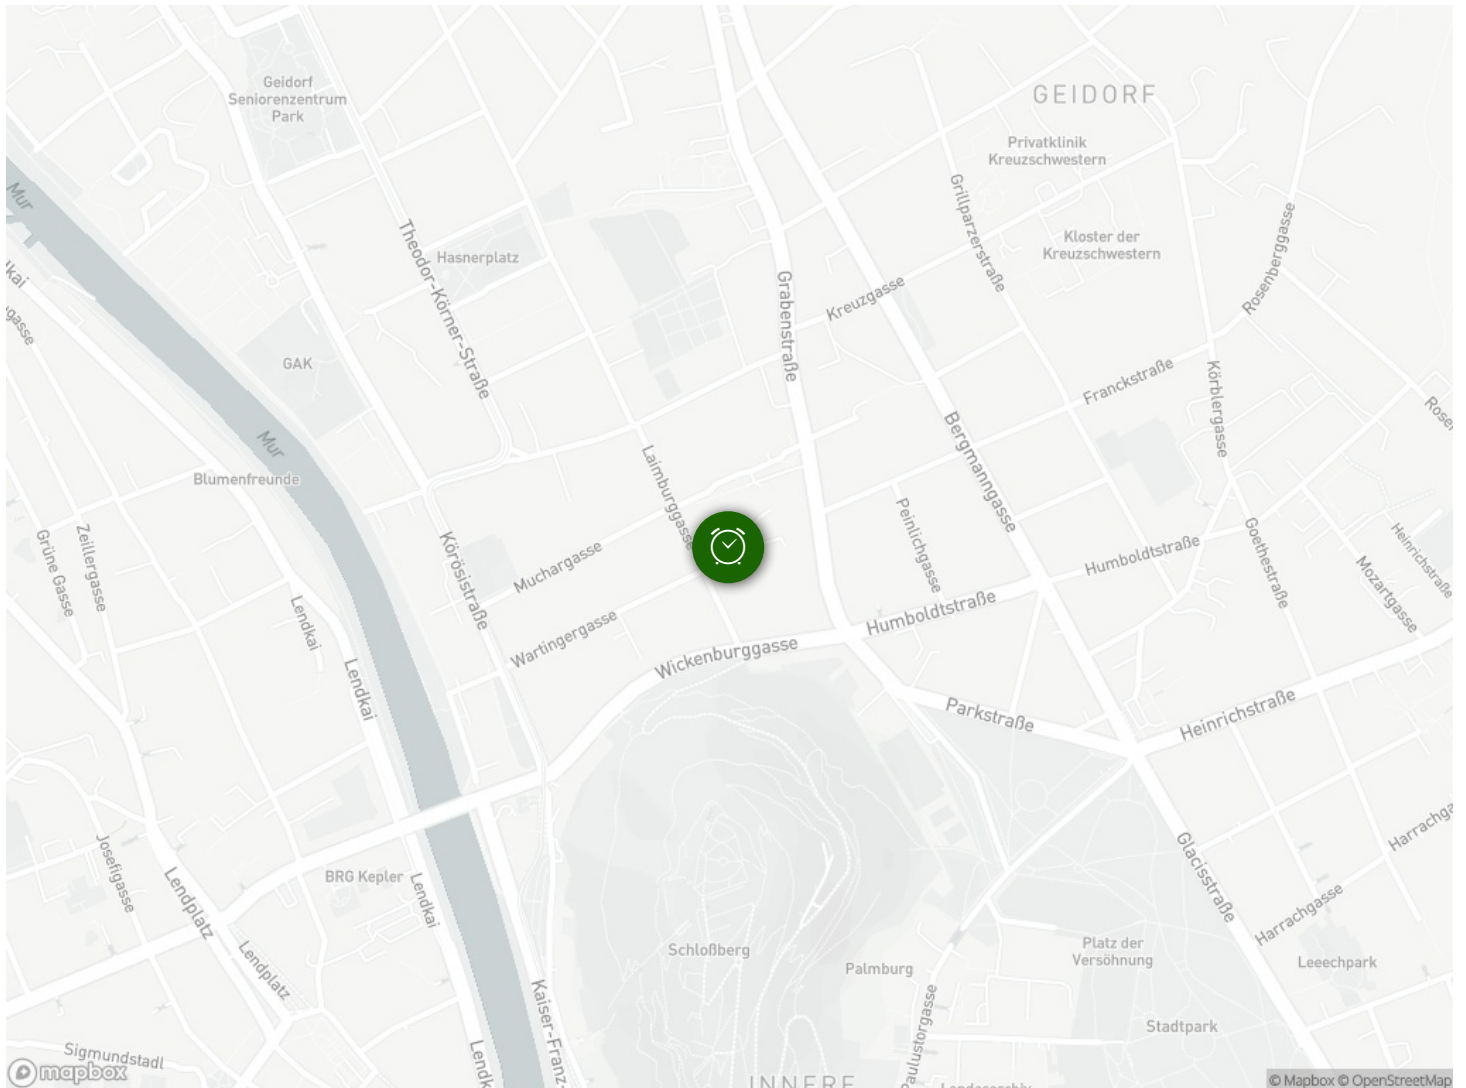 GEIDORF
Geidorf
Seniorenzentrum
Park
Privatklinik
Kreuzschwestern
Mur
Grillparzerstraße
Theodor-Körner-Straße
Hasnerplatz
Kloster der
Kreuzschwestern
Rosenberggasse
Grabenstraße
Kreuzgasse
GAK
Franckstraße
Körblergasse
Mur
Bergmanngasse
Laimburggasse
Blumenfreunde
Peinlichgasse
Grüne Gasse
Zeillergasse
Körösistraße
Muchargasse
Humboldtstraße
Goethestraße
Heinrichstraße
Mozartgasse
Lendkai
Wartingergasse
Humboldtstraße
Wickenburggasse
Lendkai
Parkstraße
Heinrichstraße
Josefigasse
BRG Kepler
Lendkai
Glacisstraße
Harrachgasse
Lendplatz
Lendplatz
Schloßberg
Palmburg
Platz der
Versöhnung
Leeechpark
Kaiser-Franz-
Paulustorgasse
Stadtpark
Sigmundstadl
mapbox
INNERE
© Mapbox © OpenStreetMap